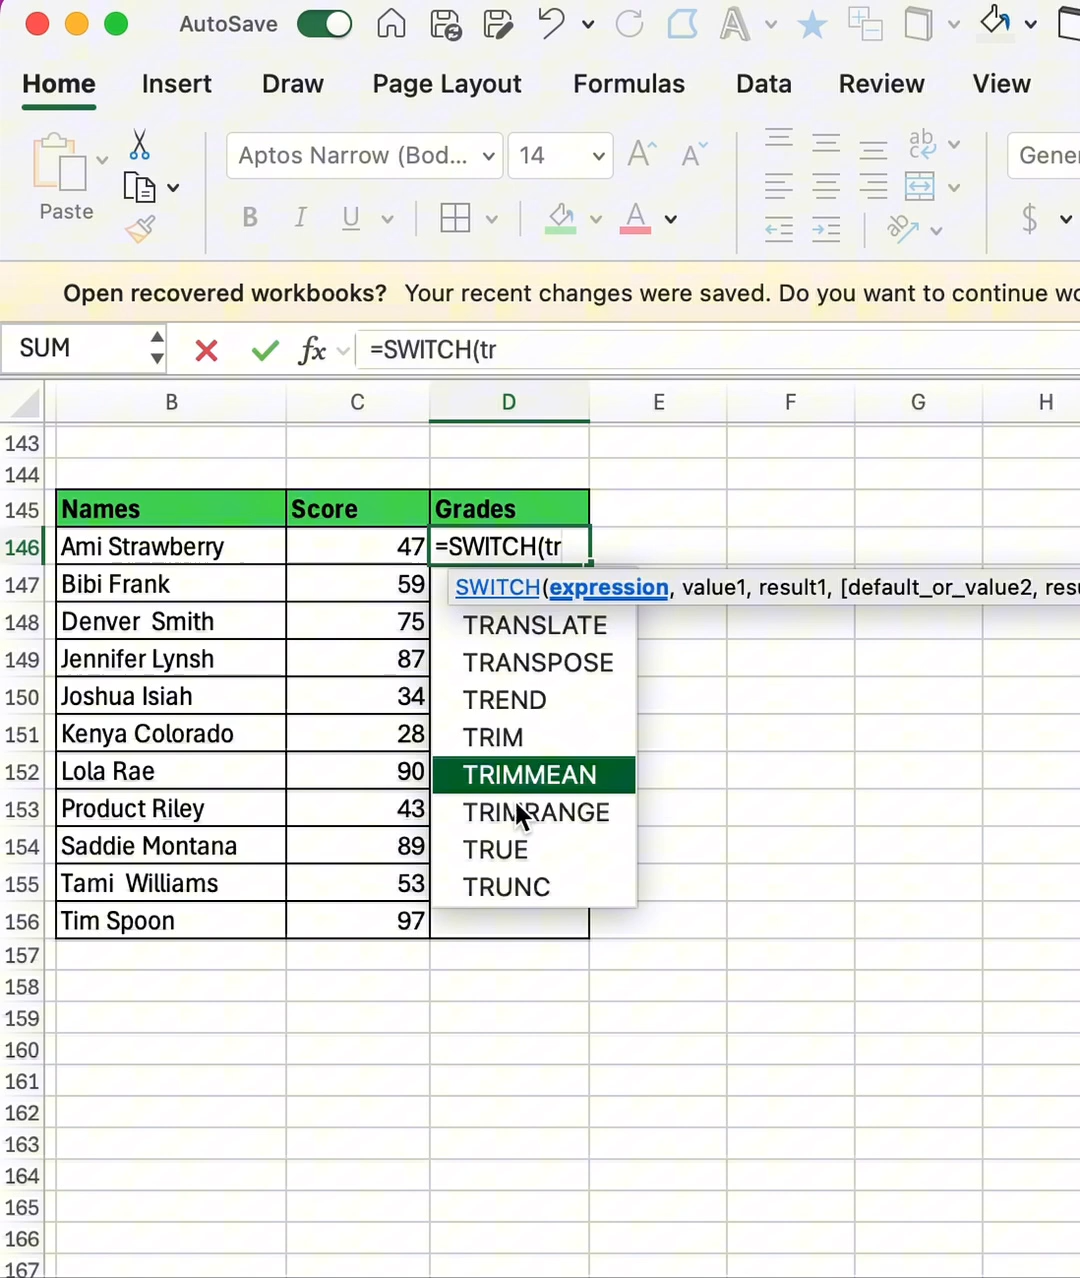 AutoSave
Home Insert Draw Page Layout Formulas Data Review View
Paste
Aptos Narrow (Bod... 14
A A
ab
c
B I U A
$
Open recovered workbooks? Your recent changes were saved. Do you want to continue
SUM fx =SWITCH(tr
B C D E F G H
143
144
145 Names Score Grades
146 Ami Strawberry 47 =SWITCH(tr
147 Bibi Frank 59 SWITCH(expression, value1, result1, [default_or_value2,
148 Denver  Smith 75 TRANSLATE
149 Jennifer Lynsh 87 TRANSPOSE
150 Joshua Isiah 34 TREND
151 Kenya Colorado 28 TRIM
152 Lola Rae 90 TRIMMEAN
153 Product Riley 43 TRIMRANGE
154 Saddie Montana 89 TRUE
155 Tami  Williams 53 TRUNC
156 Tim Spoon 97
157
158
159
160
161
162
163
164
165
166
167